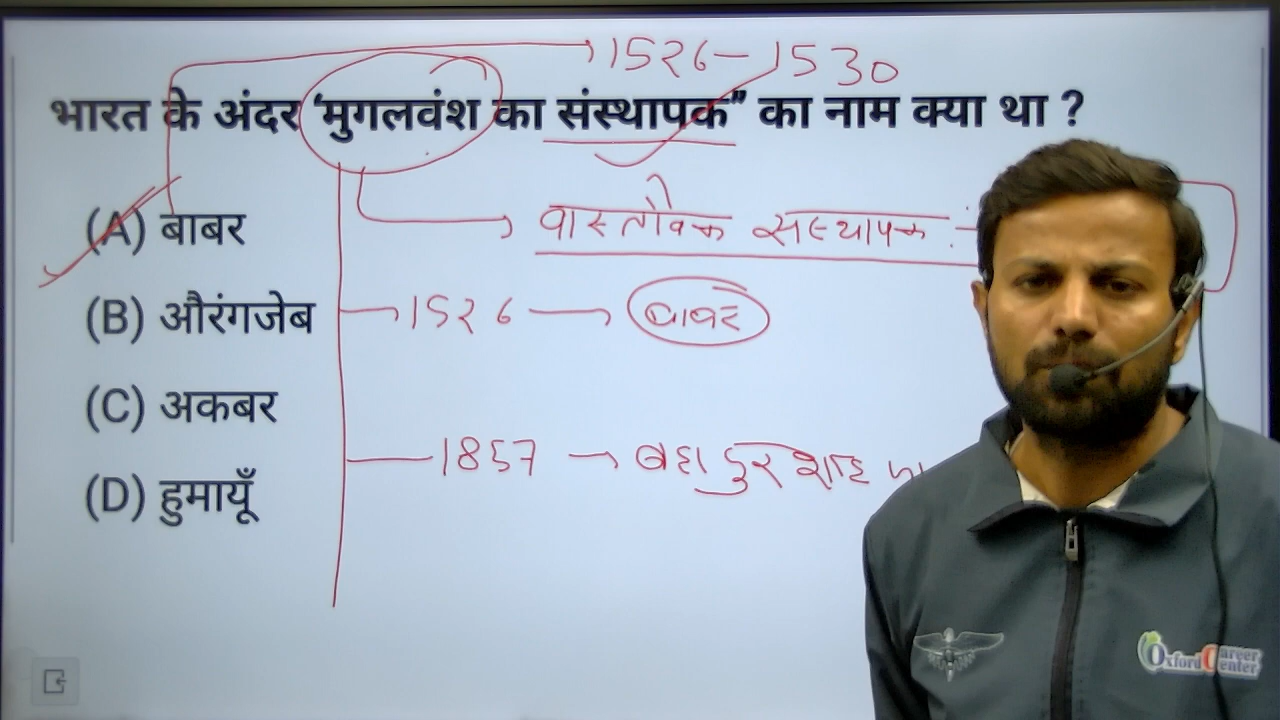 1526-1530
भारत के अंदर 'मुगलवंश का संस्थापक" का नाम क्या था ?
(A) बाबर
वास्तविक संस्थापक :-
(B) औरंगजेब
1526 → बाबर
(C) अकबर
1857 → बहादुरशाह
(D) हुमायूँ
Oxford Career Center